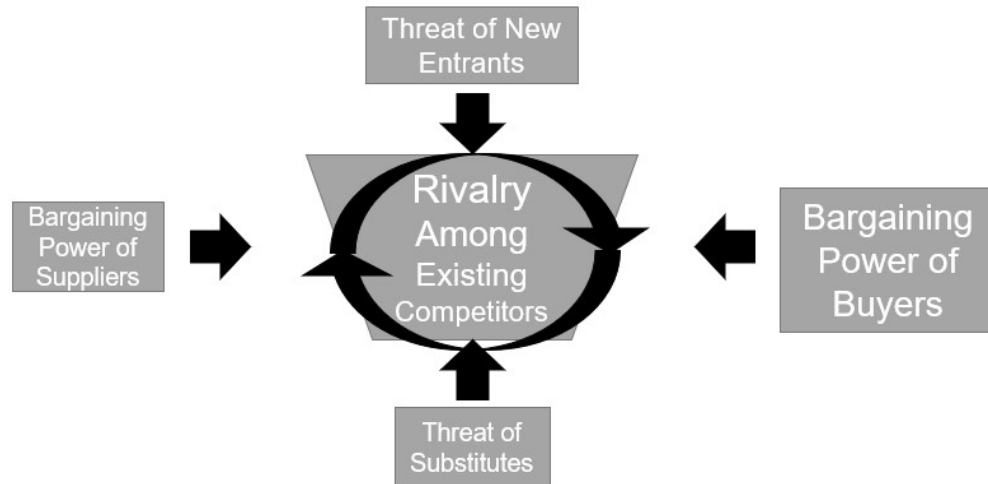 Threat of New
Entrants
Bargaining
Power of
Suppliers
Rivalry
Among
Existing
Competitors
Bargaining
Power of
Buyers
Threat of
Substitutes